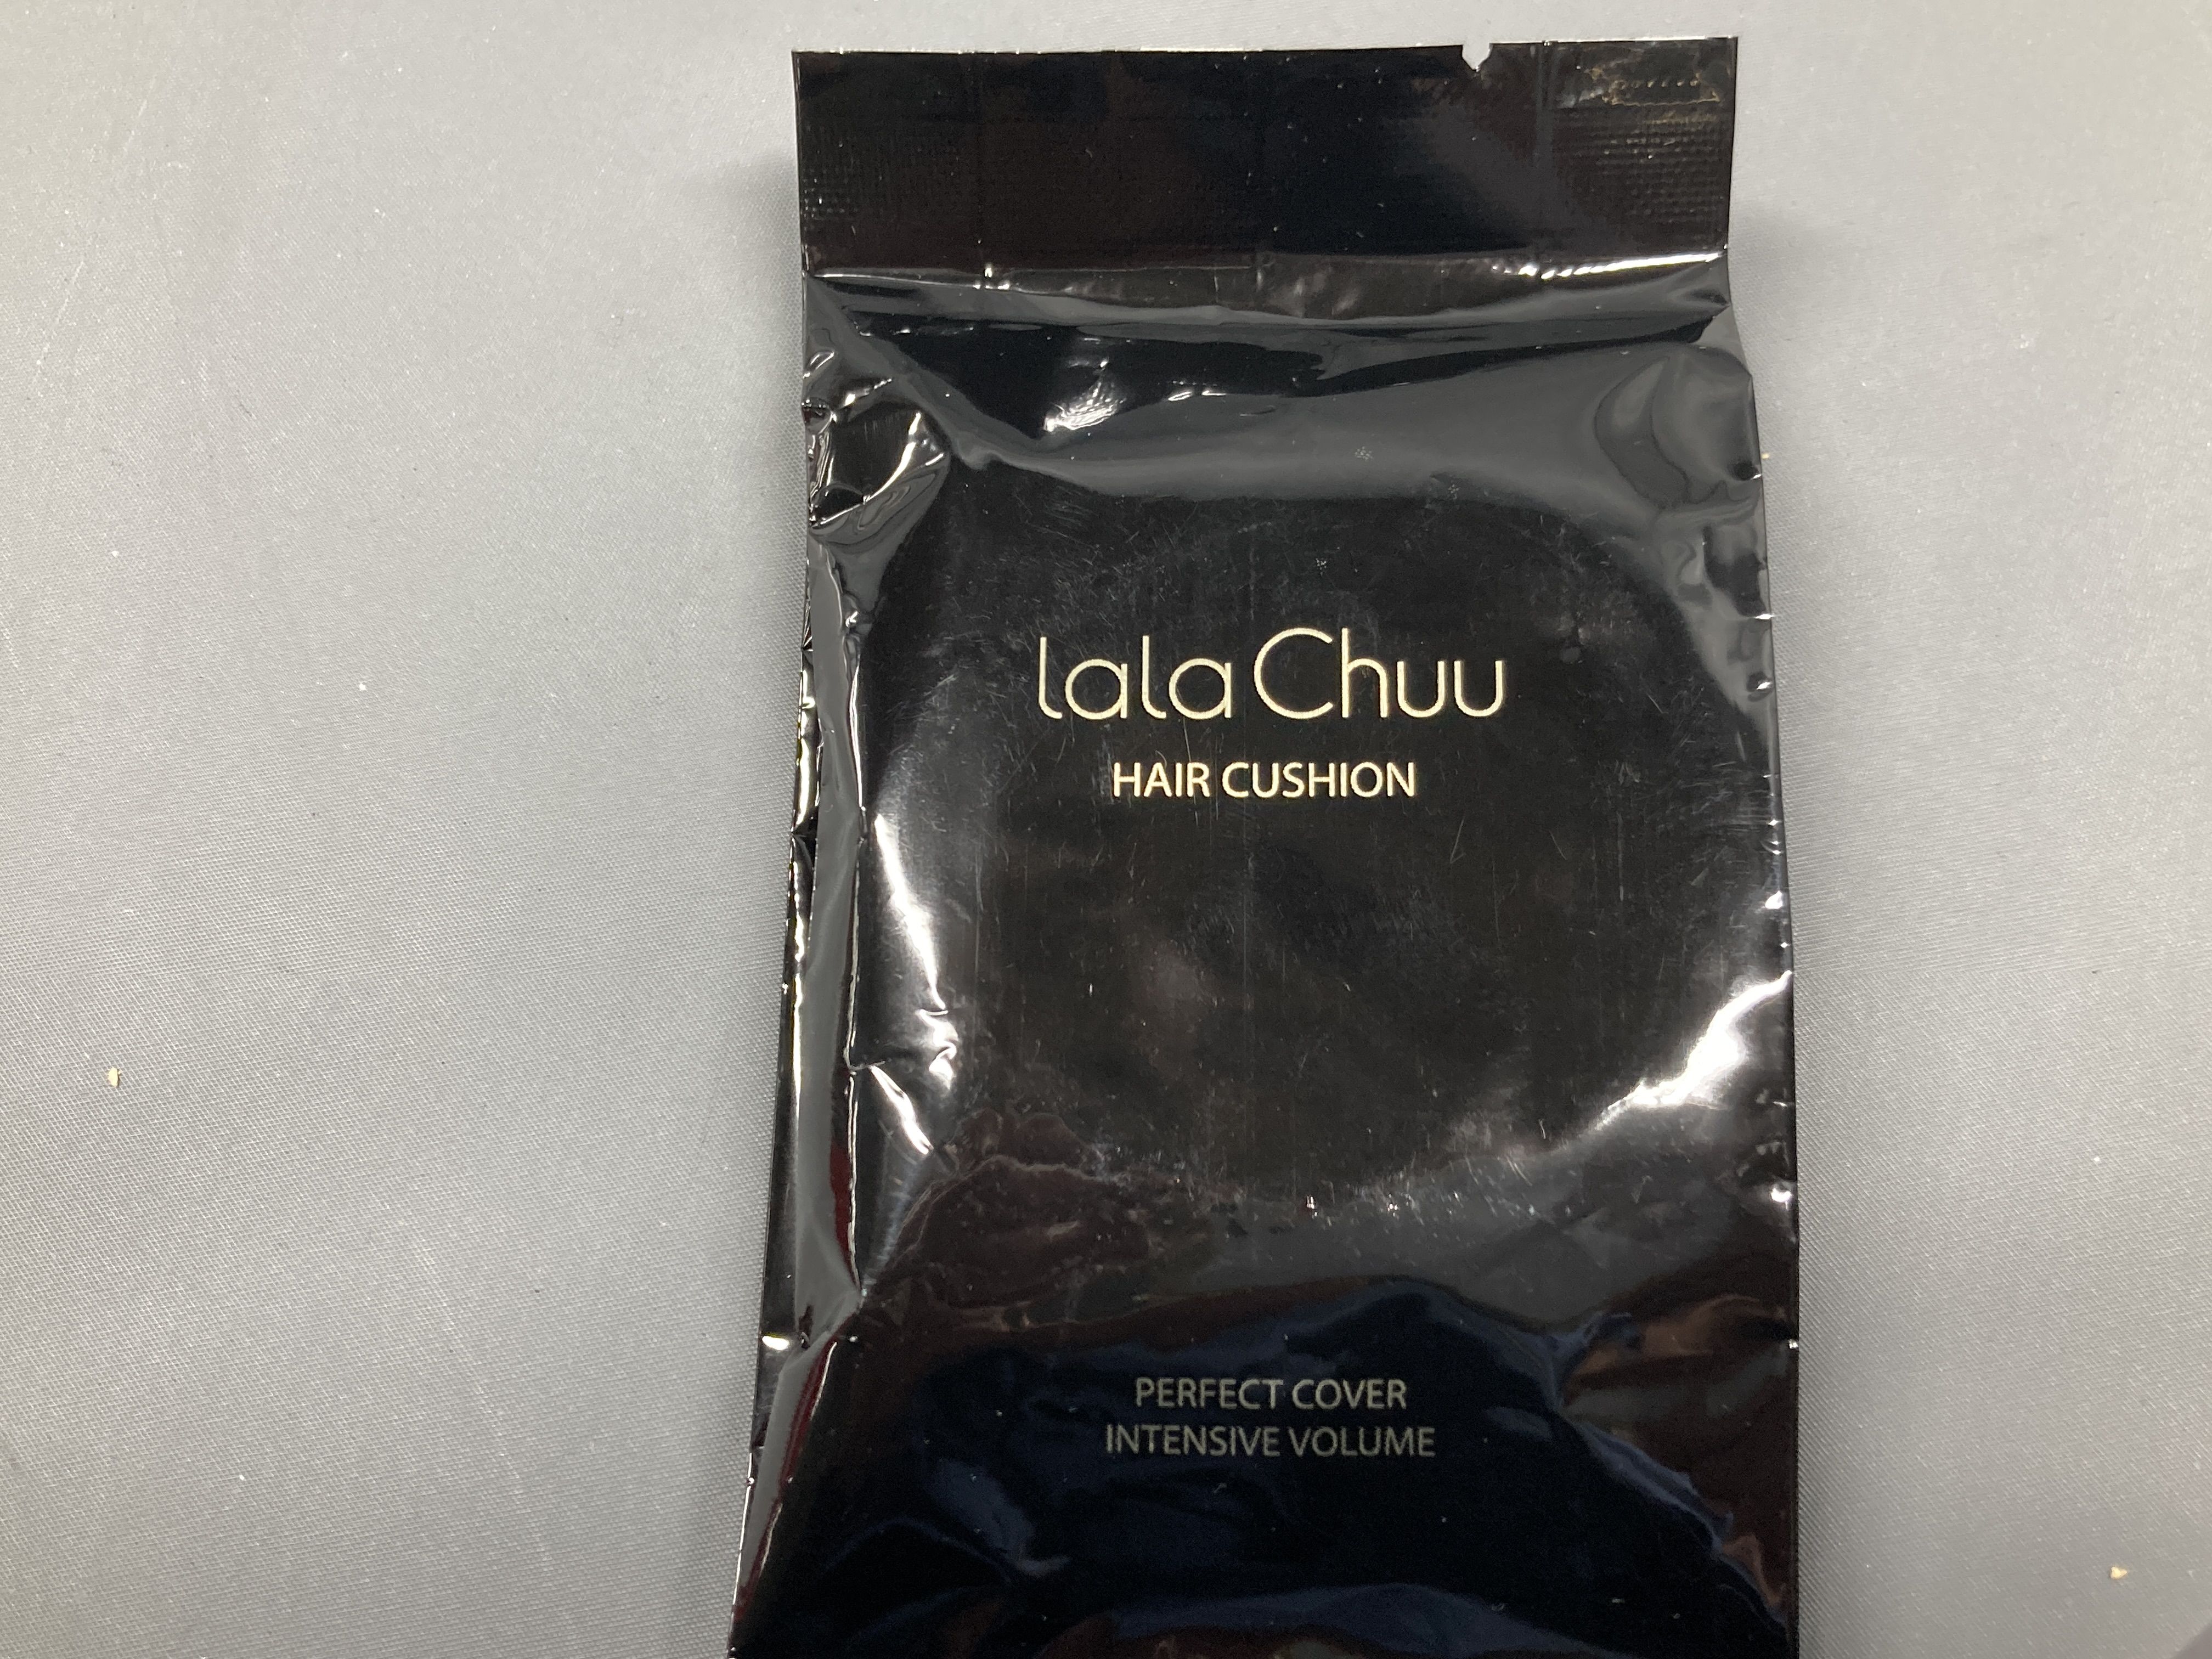 lala Chuu
HAIR CUSHION
PERFECT COVER
INTENSIVE VOLUME